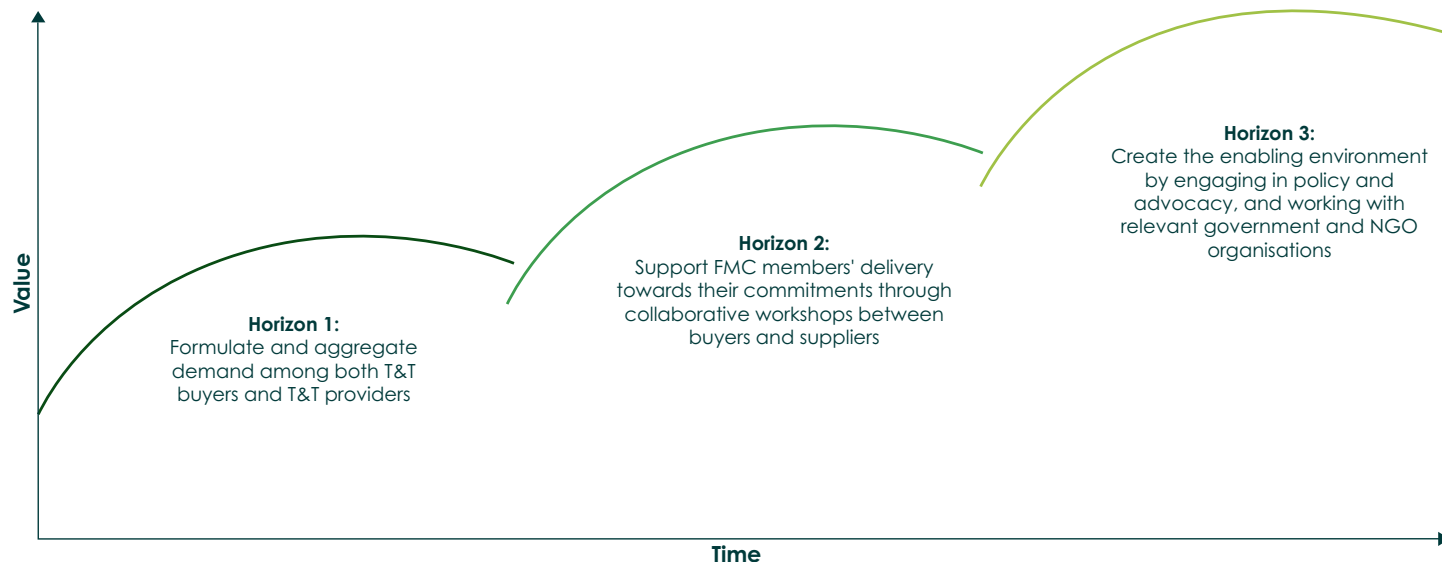 Value
Horizon 1:
Formulate and aggregate
demand among both T&T
buyers and T&T providers
Horizon 2:
Support FMC members' delivery
towards their commitments through
collaborative workshops between
buyers and suppliers
Horizon 3:
Create the enabling environment
by engaging in policy and
advocacy, and working with
relevant government and NGO
organisations
Time